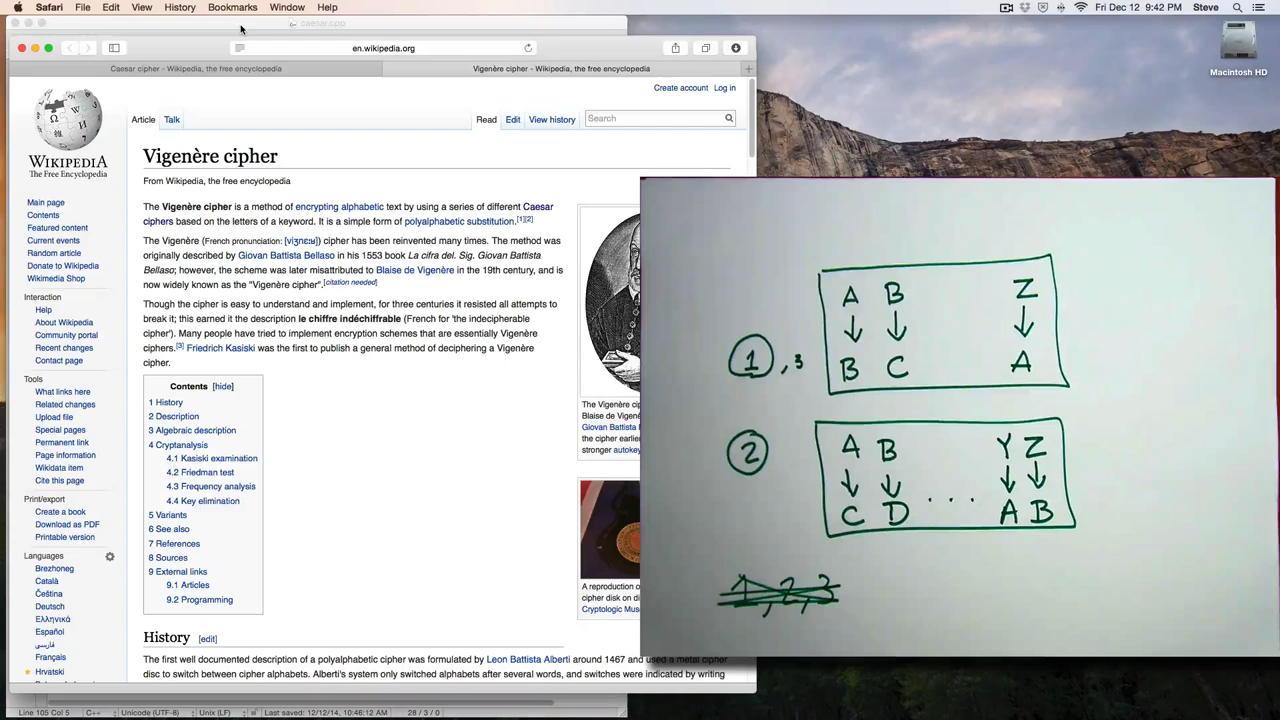 Safari File Edit View History Bookmarks Window Help Fri Dec 12 9:42 PM Steve
caesar.cpp
en.wikipedia.org
Caesar cipher - Wikipedia, the free encyclopedia Vigenère cipher - Wikipedia, the free encyclopedia
Macintosh HD
Create account Log in
Article Talk Read Edit View history Search
WIKIPEDIA
The Free Encyclopedia
Main page
Contents
Featured content
Current events
Random article
Donate to Wikipedia
Wikimedia Shop
Interaction
Help
About Wikipedia
Community portal
Recent changes
Contact page
Tools
What links here
Related changes
Upload file
Special pages
Permanent link
Page information
Wikidata item
Cite this page
Print/export
Create a book
Download as PDF
Printable version
Languages
Brezhoneg
Català
Čeština
Deutsch
Ελληνικά
Español
فارسی
Français
Hrvatski
Vigenère cipher
From Wikipedia, the free encyclopedia
The Vigenère cipher is a method of encrypting alphabetic text by using a series of different Caesar
ciphers based on the letters of a keyword. It is a simple form of polyalphabetic substitution.[1][2]
The Vigenère (French pronunciation: [viʒnɛːʁ]) cipher has been reinvented many times. The method was
originally described by Giovan Battista Bellaso in his 1553 book La cifra del. Sig. Giovan Battista
Bellaso; however, the scheme was later misattributed to Blaise de Vigenère in the 19th century, and is
now widely known as the "Vigenère cipher".[citation needed]
Though the cipher is easy to understand and implement, for three centuries it resisted all attempts to
break it; this earned it the description le chiffre indéchiffrable (French for 'the indecipherable
cipher'). Many people have tried to implement encryption schemes that are essentially Vigenère
ciphers.[3] Friedrich Kasiski was the first to publish a general method of deciphering a Vigenère
cipher.
Contents [hide]
1 History
2 Description
3 Algebraic description
4 Cryptanalysis
4.1 Kasiski examination
4.2 Friedman test
4.3 Frequency analysis
4.4 Key elimination
5 Variants
6 See also
7 References
8 Sources
9 External links
9.1 Articles
9.2 Programming
History [edit]
The first well documented description of a polyalphabetic cipher was formulated by Leon Battista Alberti around 1467 and used a metal cipher
disc to switch between cipher alphabets. Alberti's system only switched alphabets after several words, and switches were indicated by writing
The Vigenère
Blaise de Vige
Giovan Battista
the cipher earlie
stronger autoke
A reproduction o
cipher disk on di
Cryptologic Mus
A B Z
1, 3
B C A
A B Y Z
2
C D . . . A B
1, 2, 3
Line 105 Col 5 C++ Unicode (UTF-8) Unix (LF) Last saved: 12/12/14, 10:46:12 AM 28 / 3 / 0